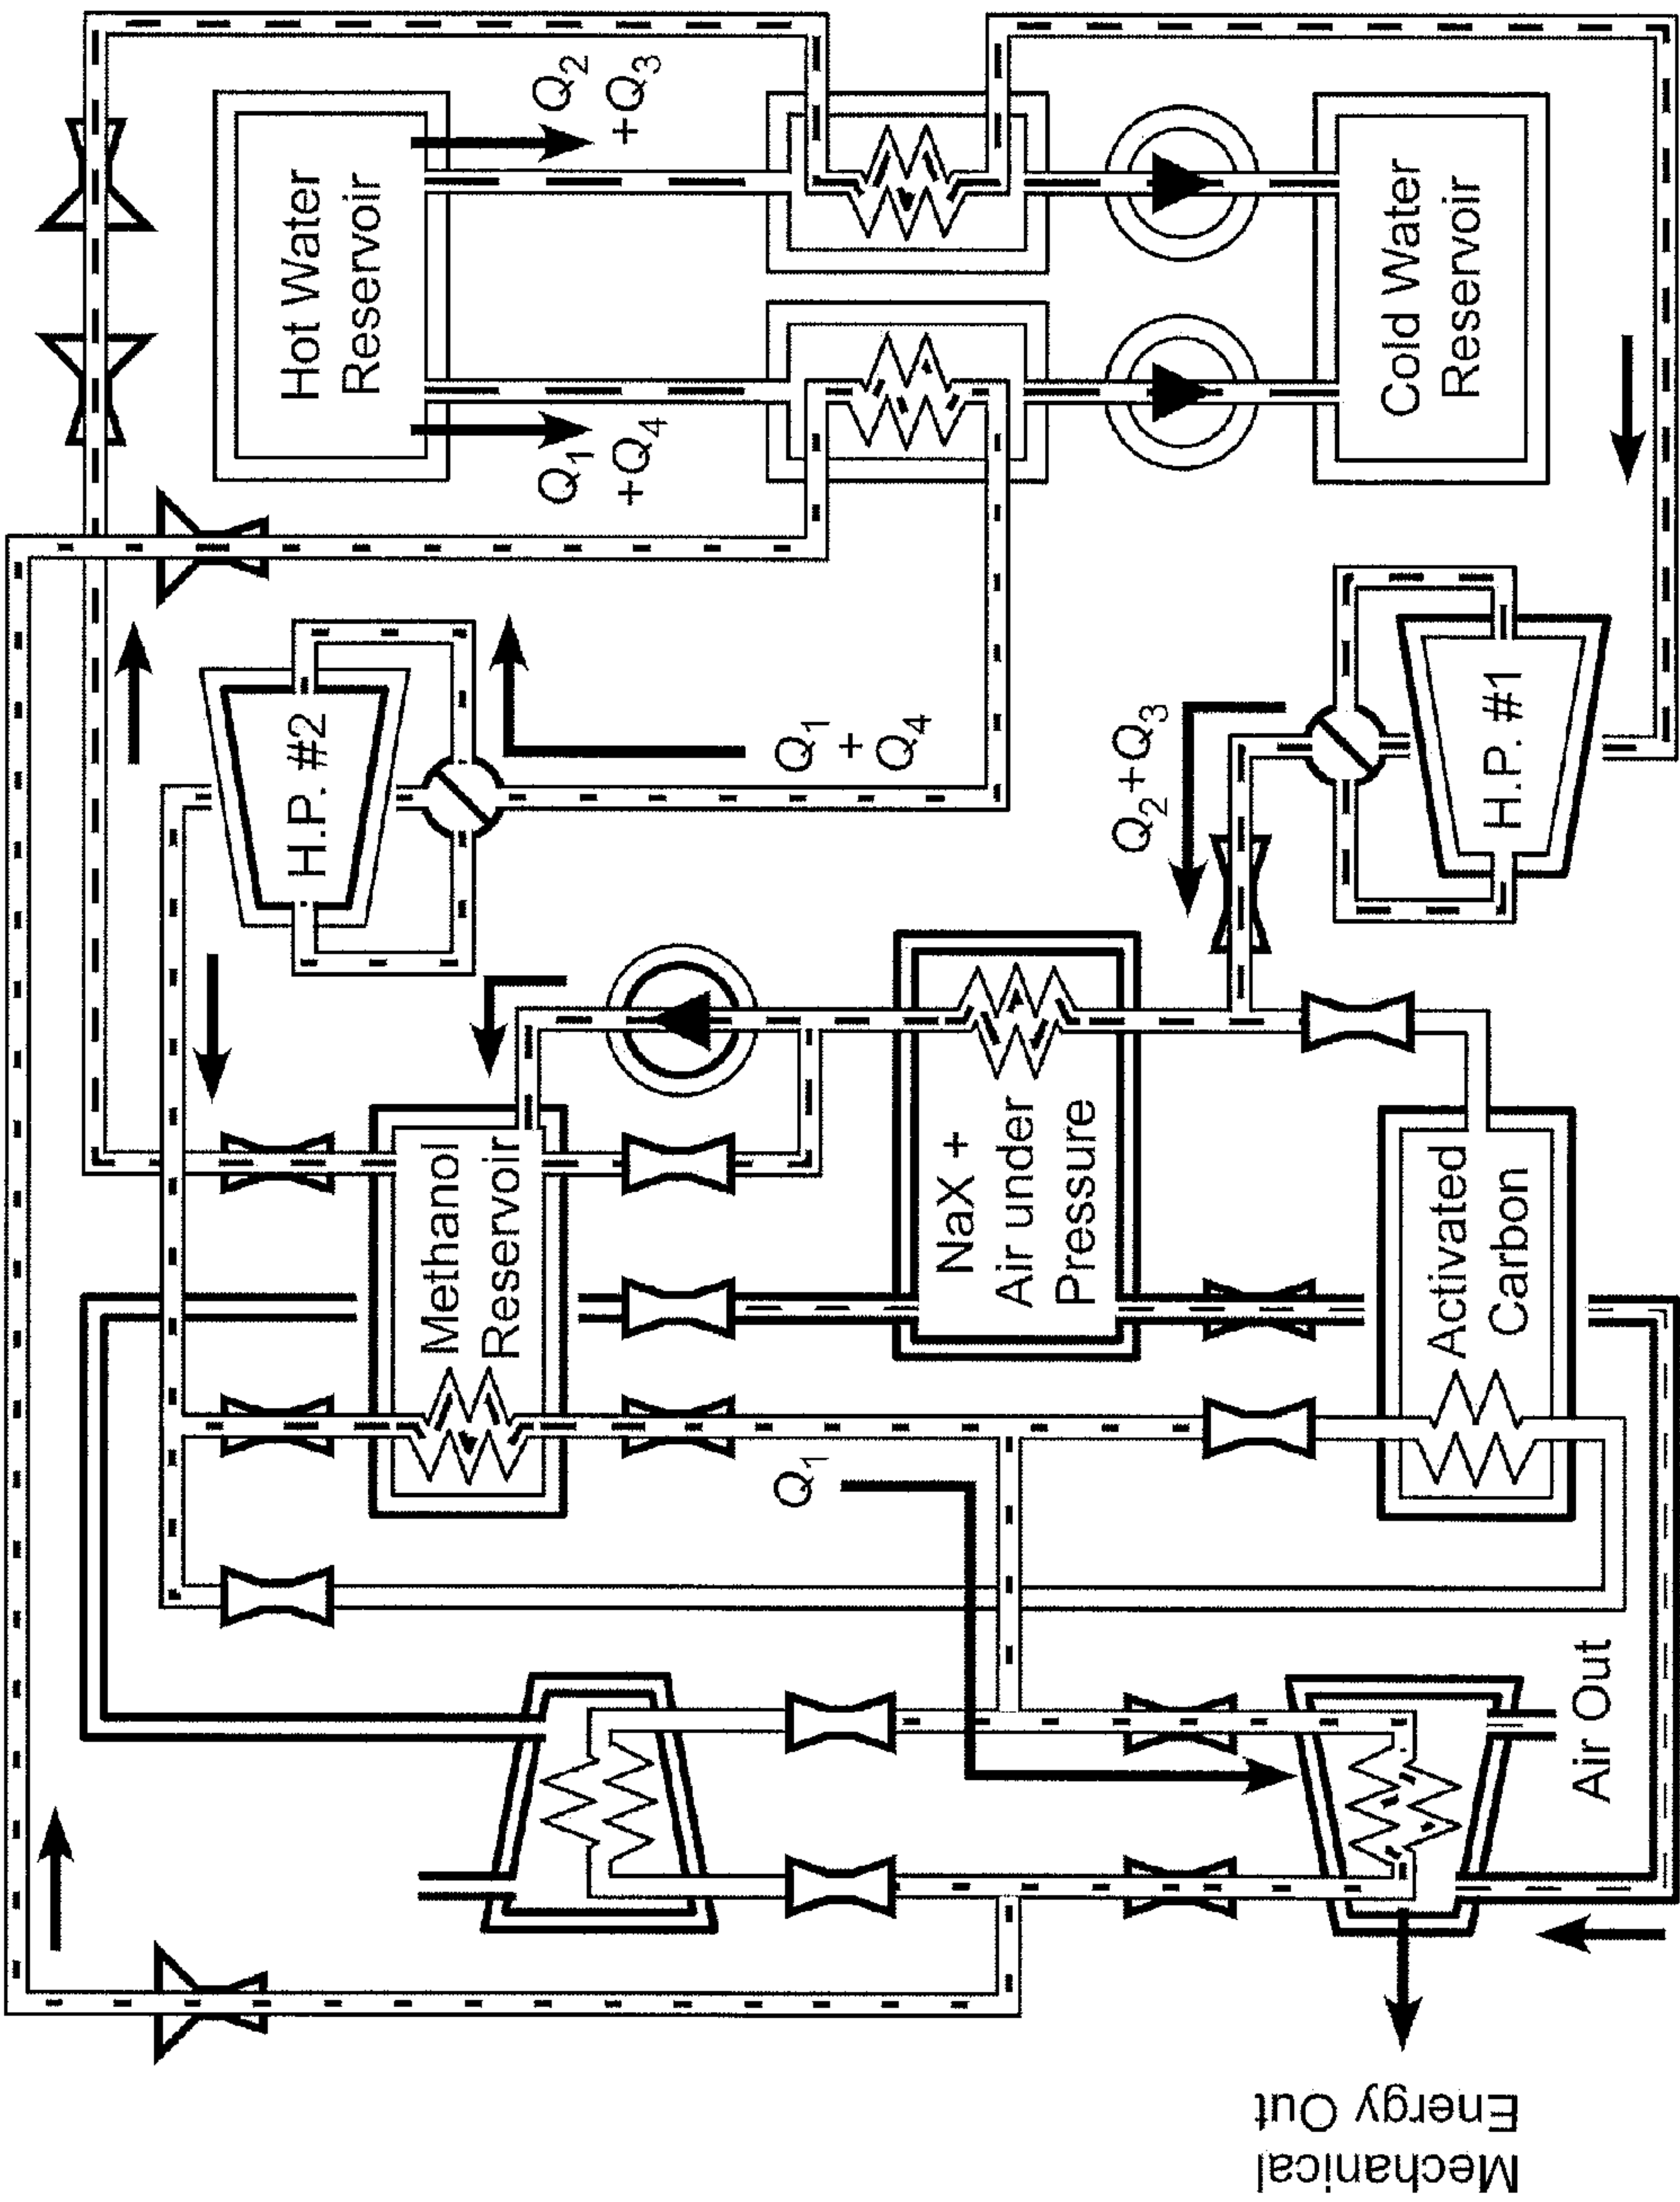 Hot Water
Reservoir
Q2
+Q3
Q1
+Q4
Cold Water
Reservoir
H.P. #2
Q1
+ Q4
Q2+Q3
H.P. #1
Methanol
Reservoir
NaX +
Air under
Pressure
Activated
Carbon
Q1
Air Out
Mechanical
Energy Out